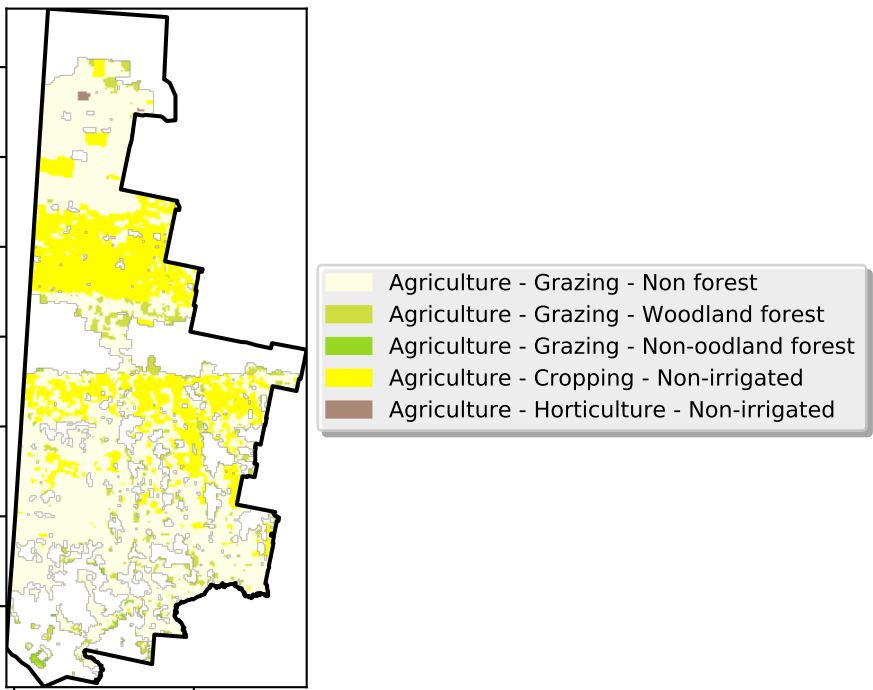 Agriculture - Grazing - Non forest
Agriculture - Grazing - Woodland forest
Agriculture - Grazing - Non-oodland forest
Agriculture - Cropping - Non-irrigated
Agriculture - Horticulture - Non-irrigated